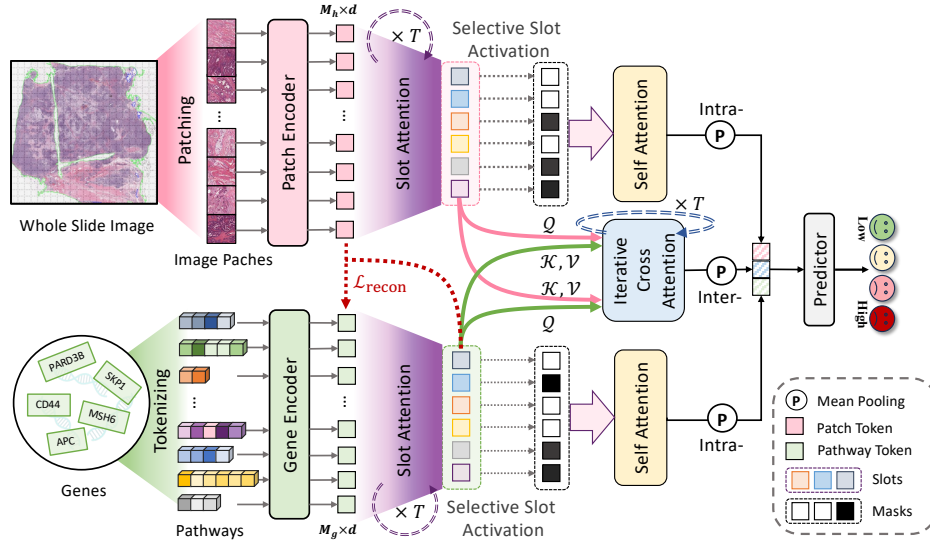 M_h × d
× T
Selective Slot
Activation
Patching
Patch Encoder
Slot Attention
Self Attention
Intra-
P
Whole Slide Image
Image Paches
Q
K, V
× T
Iterative
Cross
Attention
P
Inter-
Predictor
Low
High
L_recon
K, V
Q
PARD3B
SKP1
CD44
MSH6
APC
Genes
Tokenizing
Gene Encoder
Slot Attention
Self Attention
P
Intra-
Pathways
M_g × d
× T
Selective Slot
Activation
P Mean Pooling
Patch Token
Pathway Token
Slots
Masks